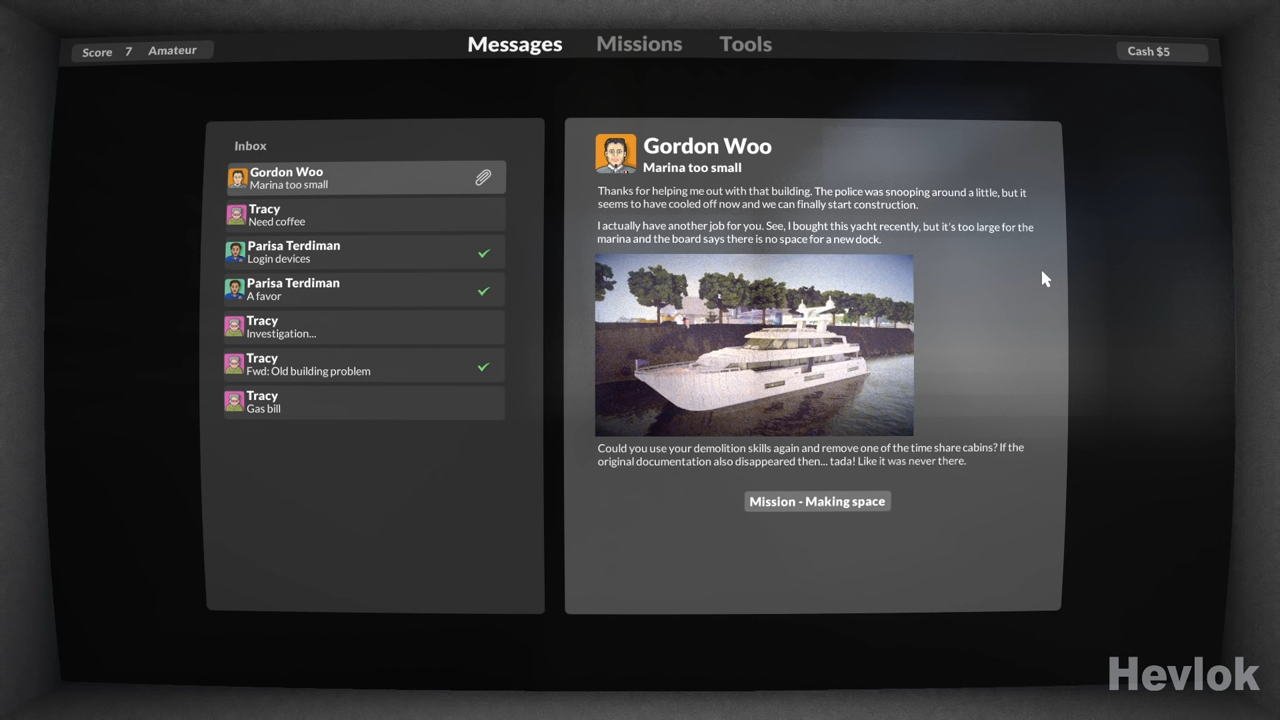 Score 7 Amateur
Messages Missions Tools
Cash $5
Inbox
Gordon Woo
Marina too small
Tracy
Need coffee
Parisa Terdiman
Login devices
Parisa Terdiman
A favor
Tracy
Investigation...
Tracy
Fwd: Old building problem
Tracy
Gas bill
Gordon Woo
Marina too small
Thanks for helping me out with that building. The police was snooping around a little, but it
seems to have cooled off now and we can finally start construction.
I actually have another job for you. See, I bought this yacht recently, but it's too large for the
marina and the board says there is no space for a new dock.
Could you use your demolition skills again and remove one of the time share cabins? If the
original documentation also disappeared then... tada! Like it was never there.
Mission - Making space
Hevlok